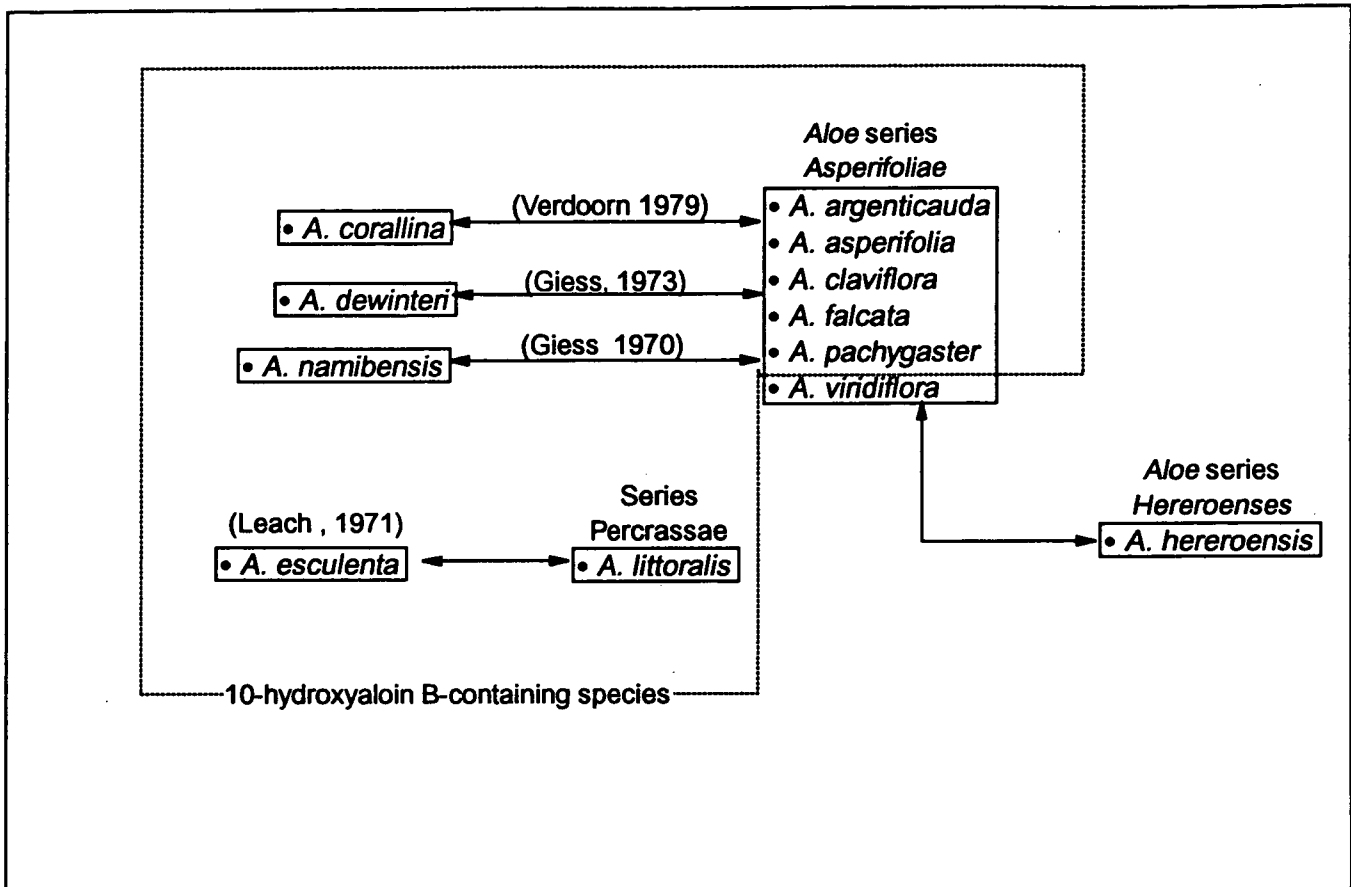 Aloe series
Asperifoliae
• A. corallina
(Verdoorn 1979)
• A. argenticauda
• A. asperifolia
• A. claviflora
• A. falcata
• A. pachygaster
• A. viridiflora
• A. dewinteri
(Giess, 1973)
• A. namibensis
(Giess 1970)
Aloe series
Hereroenses
• A. hereroensis
(Leach , 1971)
• A. esculenta
Series
Percrassae
• A. littoralis
10-hydroxyaloin B-containing species